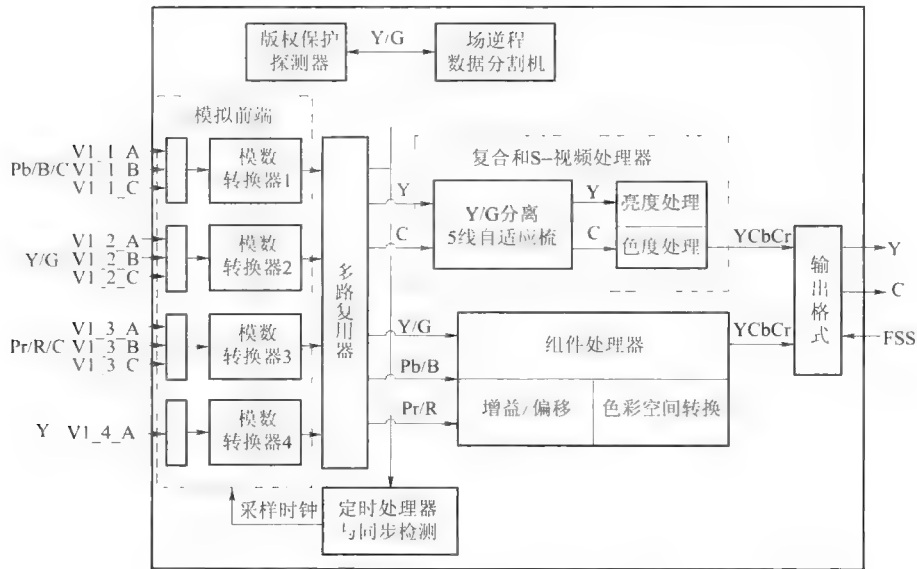 版权保护
探测器
Y/G
场逆程
数据分割机
模拟前端
V1_1_A
Pb/B/C V1_1_B
V1_1_C
模数
转换器1
V1_2_A
Y/G V1_2_B
V1_2_C
模数
转换器2
V1_3_A
Pr/R/C V1_3_B
V1_3_C
模数
转换器3
Y V1_4_A
模数
转换器4
多路复用器
复合和S-视频处理器
Y
C
Y/G分离
5线自适应梳
Y
C
亮度处理
色度处理
YCbCr
Y/G
Pb/B
Pr/R
组件处理器
增益/偏移
色彩空间转换
YCbCr
输出格式
Y
C
FSS
采样时钟
定时处理器
与同步检测